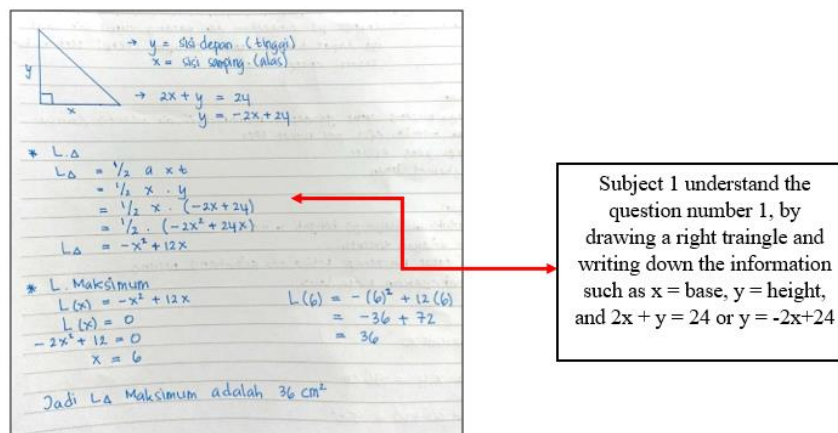 → y = sisi depan (tinggi)
x = sisi samping (alas)
y
x
→ 2x + y = 24
y = -2x + 24
* L.Δ
LΔ = 1/2 a x t
= 1/2 x . y
= 1/2 x . (-2x + 24)
= 1/2 . (-2x² + 24x)
LΔ = -x² + 12x
* L. Maksimum
L(x) = -x² + 12x
L(x) = 0
-2x² + 12 = 0
x = 6
L(6) = -(6)² + 12(6)
= -36 + 72
= 36
Jadi LΔ Maksimum adalah 36 cm²
Subject 1 understand the
question number 1, by
drawing a right traingle and
writing down the information
such as x = base, y = height,
and 2x + y = 24 or y = -2x+24